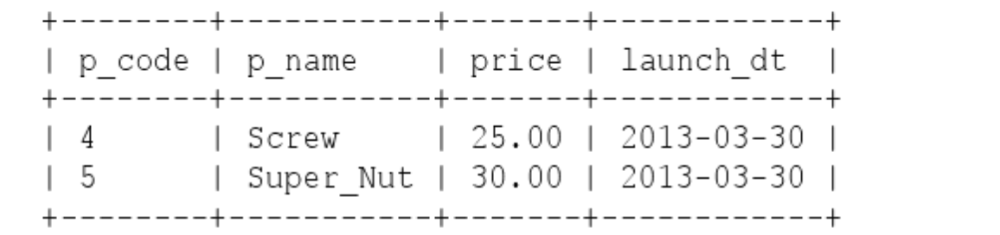 +--------+-----------+-------+------------+
| p_code | p_name    | price | launch_dt  |
+--------+-----------+-------+------------+
| 4      | Screw     | 25.00 | 2013-03-30 |
| 5      | Super_Nut | 30.00 | 2013-03-30 |
+--------+-----------+-------+------------+